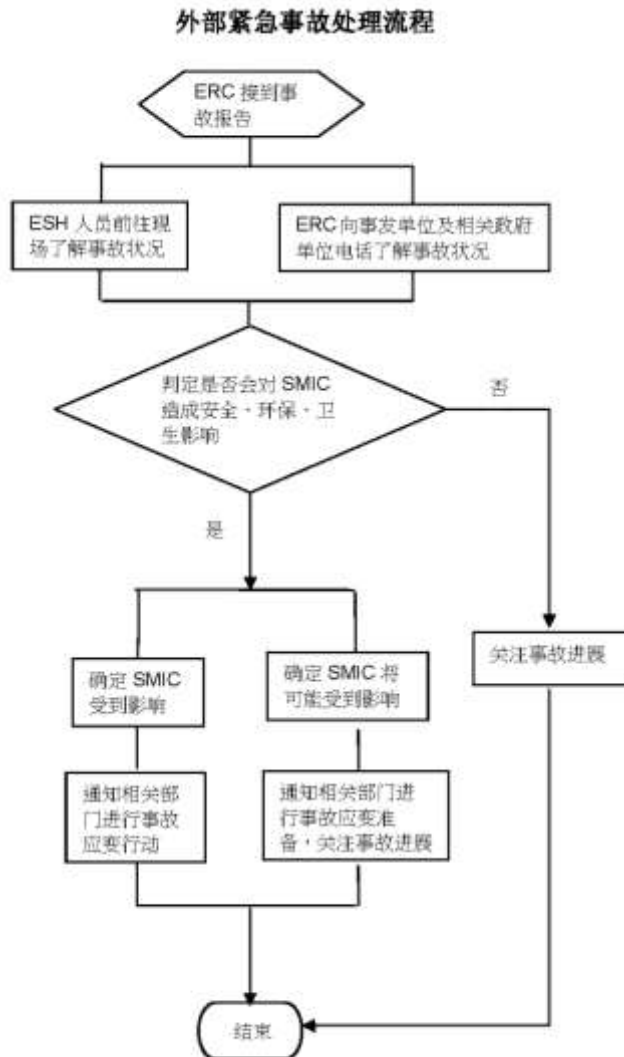 外部紧急事故处理流程
ERC 接到事
故报告
ESH 人员前往现
场了解事故状况
ERC 向事发单位及相关政府
单位电话了解事故状况
判定是否会对 SMIC
造成安全、环保、卫
生影响
否
是
确定 SMIC
受到影响
确定 SMIC 将
可能受到影响
关注事故进展
通知相关部
门进行事故
应变行动
通知相关部门进
行事故应变准
备，关注事故进展
结束